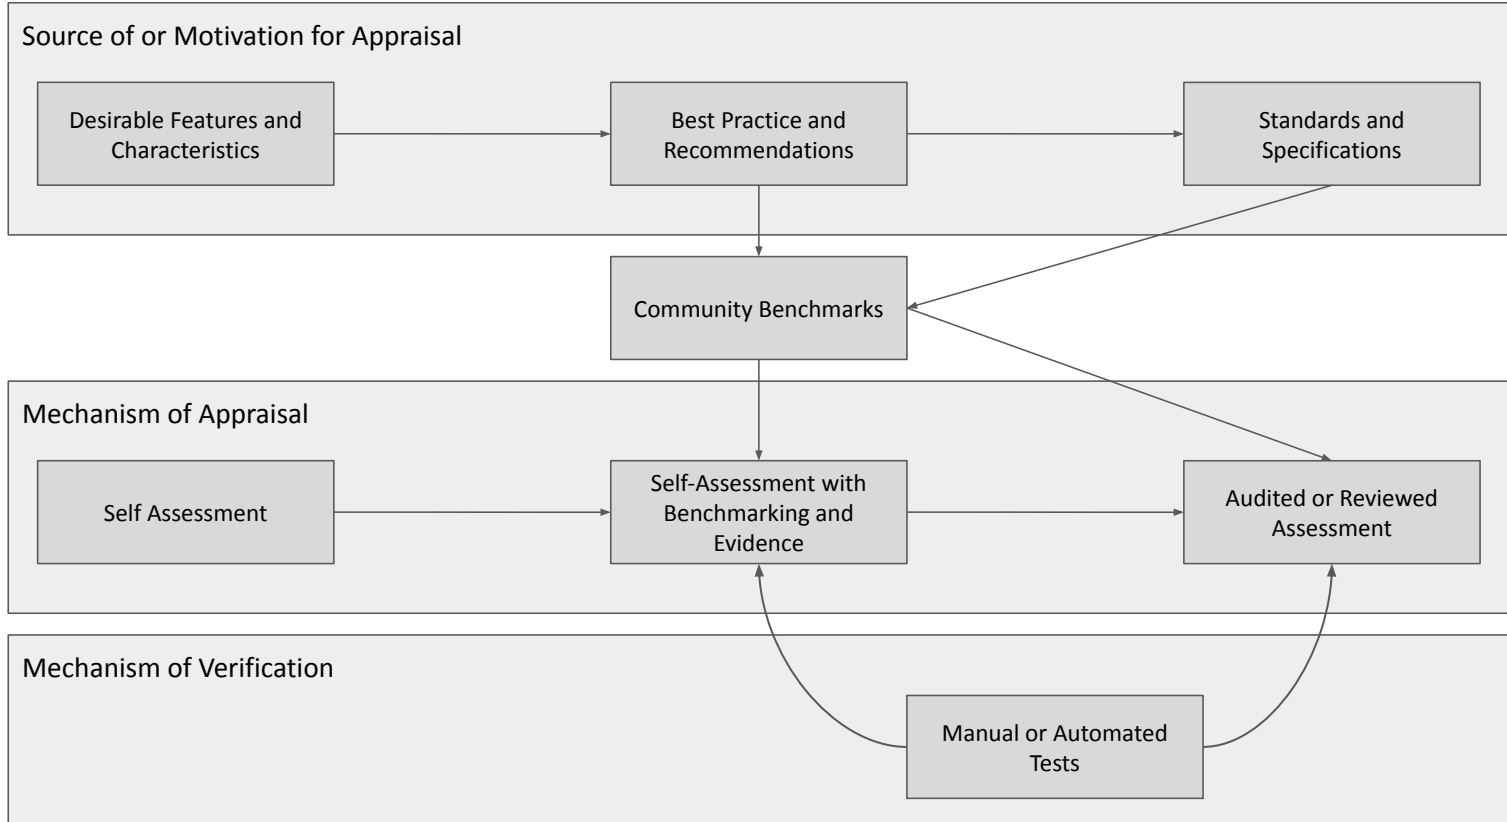 Source of or Motivation for Appraisal
Desirable Features and
Characteristics
Best Practice and
Recommendations
Standards and
Specifications
Community Benchmarks
Mechanism of Appraisal
Self Assessment
Self-Assessment with
Benchmarking and
Evidence
Audited or Reviewed
Assessment
Mechanism of Verification
Manual or Automated
Tests